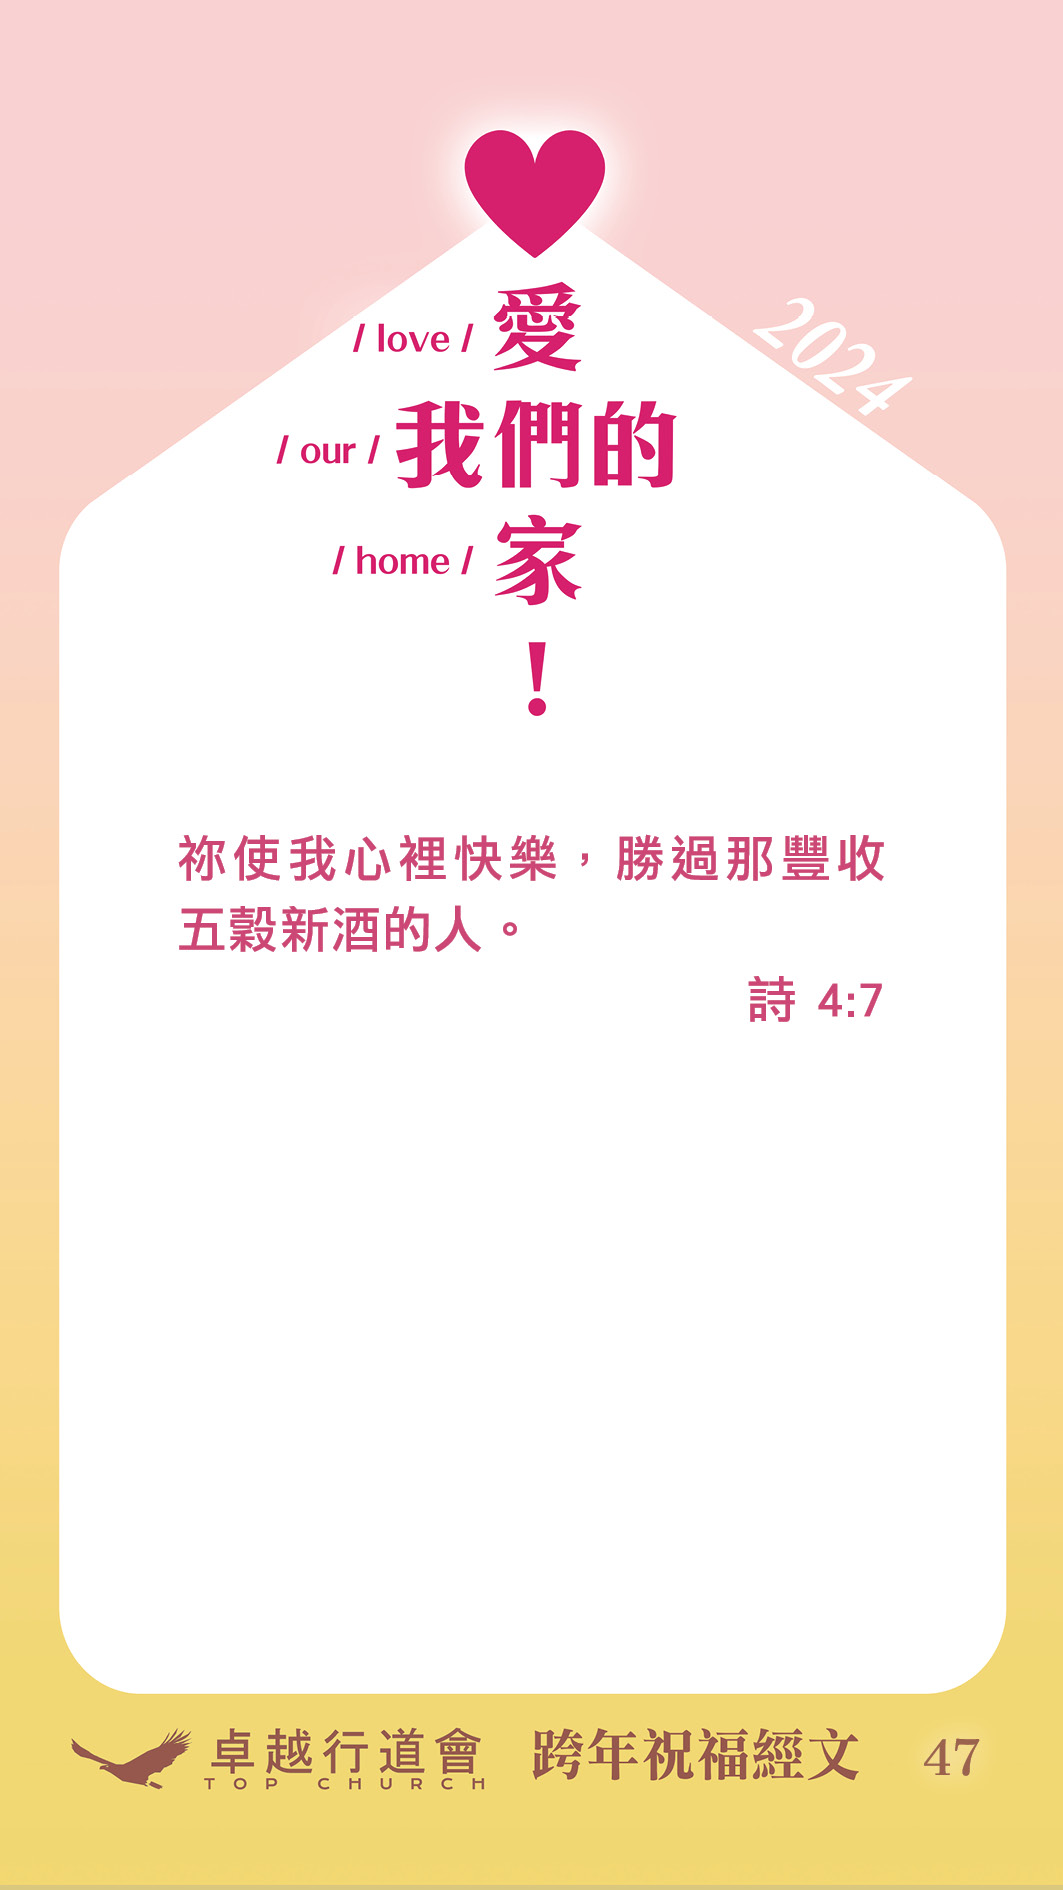 / love / 愛
2024
/ our / 我們的
/ home / 家
!
祢使我心裡快樂，勝過那豐收
五穀新酒的人。
詩 4:7
卓越行道會 跨年祝福經文 47
TOP CHURCH